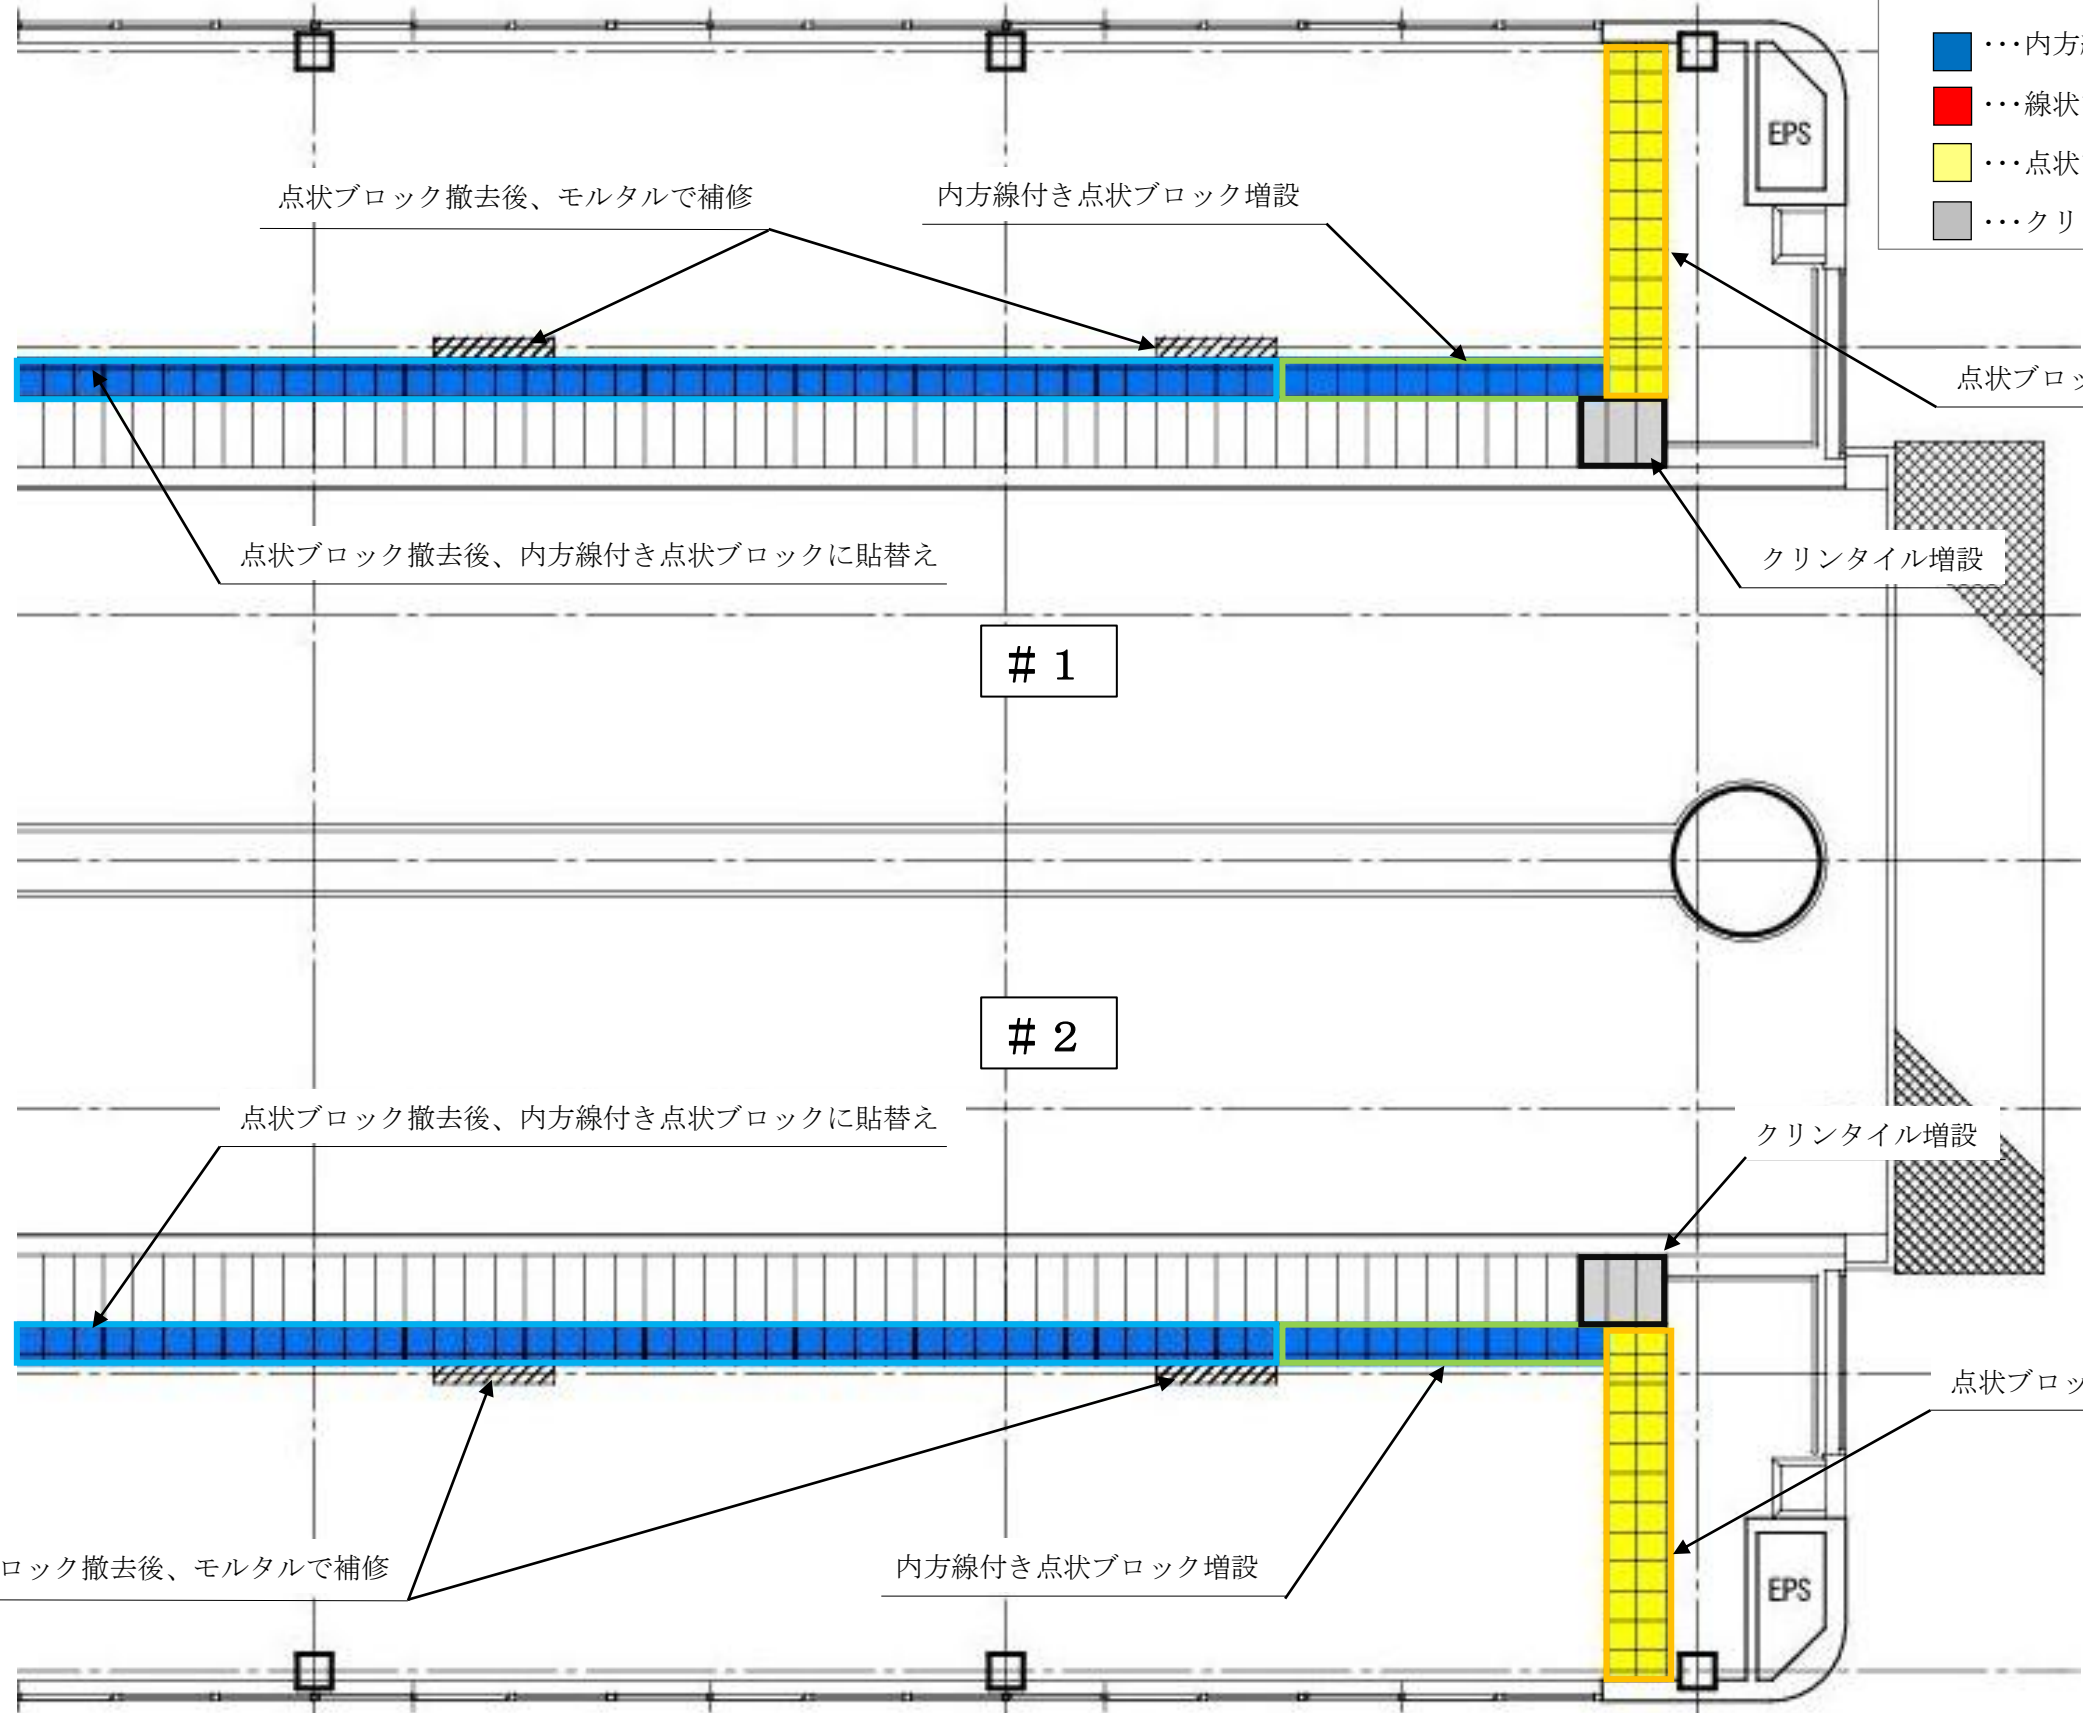 …内方
…線状
…点状
…クリ
EPS
点状ブロック撤去後、モルタルで補修
内方線付き点状ブロック増設
点状ブロッ
点状ブロック撤去後、内方線付き点状ブロックに貼替え
クリンタイル増設
＃1
＃2
点状ブロック撤去後、内方線付き点状ブロックに貼替え
クリンタイル増設
点状ブロッ
ロック撤去後、モルタルで補修
内方線付き点状ブロック増設
EPS